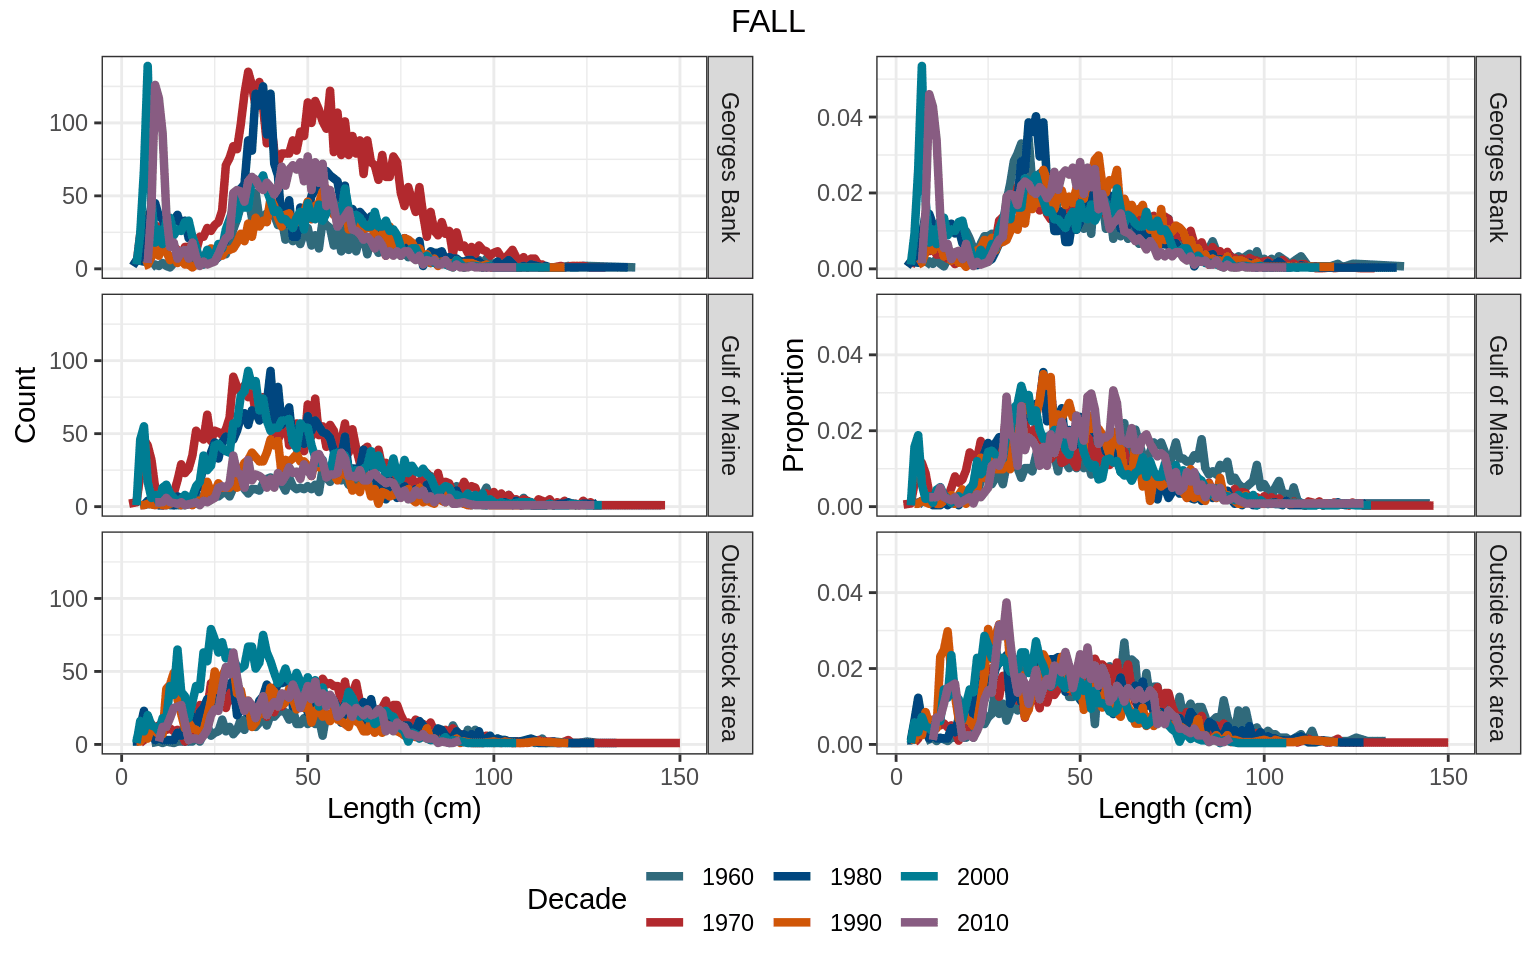 FALL
Count
100
50
0
Georges Bank
100
50
0
Gulf of Maine
100
50
0
Outside stock area
0 50 100 150
Length (cm)
Proportion
0.04
0.02
0.00
Georges Bank
0.04
0.02
0.00
Gulf of Maine
0.04
0.02
0.00
Outside stock area
0 50 100 150
Length (cm)
Decade
1960 1980 2000
1970 1990 2010